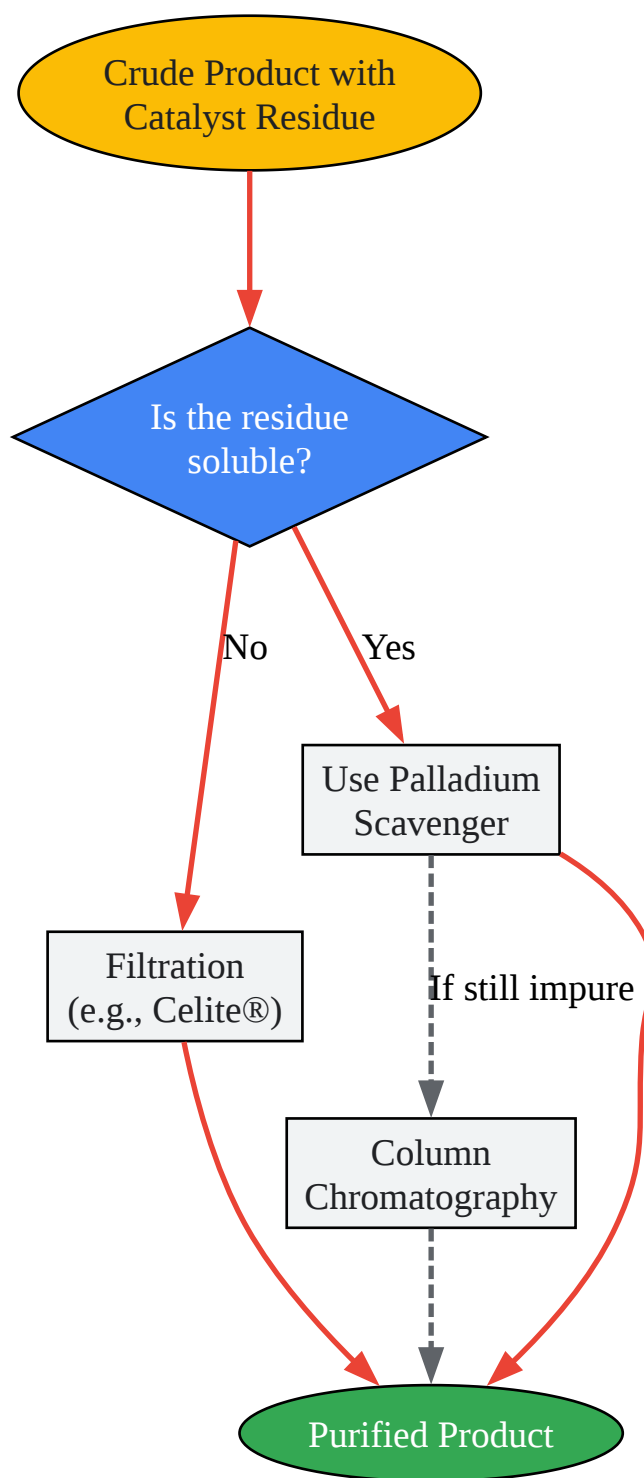 Crude Product with
Catalyst Residue
Is the residue
soluble?
No
Yes
Use Palladium
Scavenger
Filtration
(e.g., Celite®)
If still impure
Column
Chromatography
Purified Product